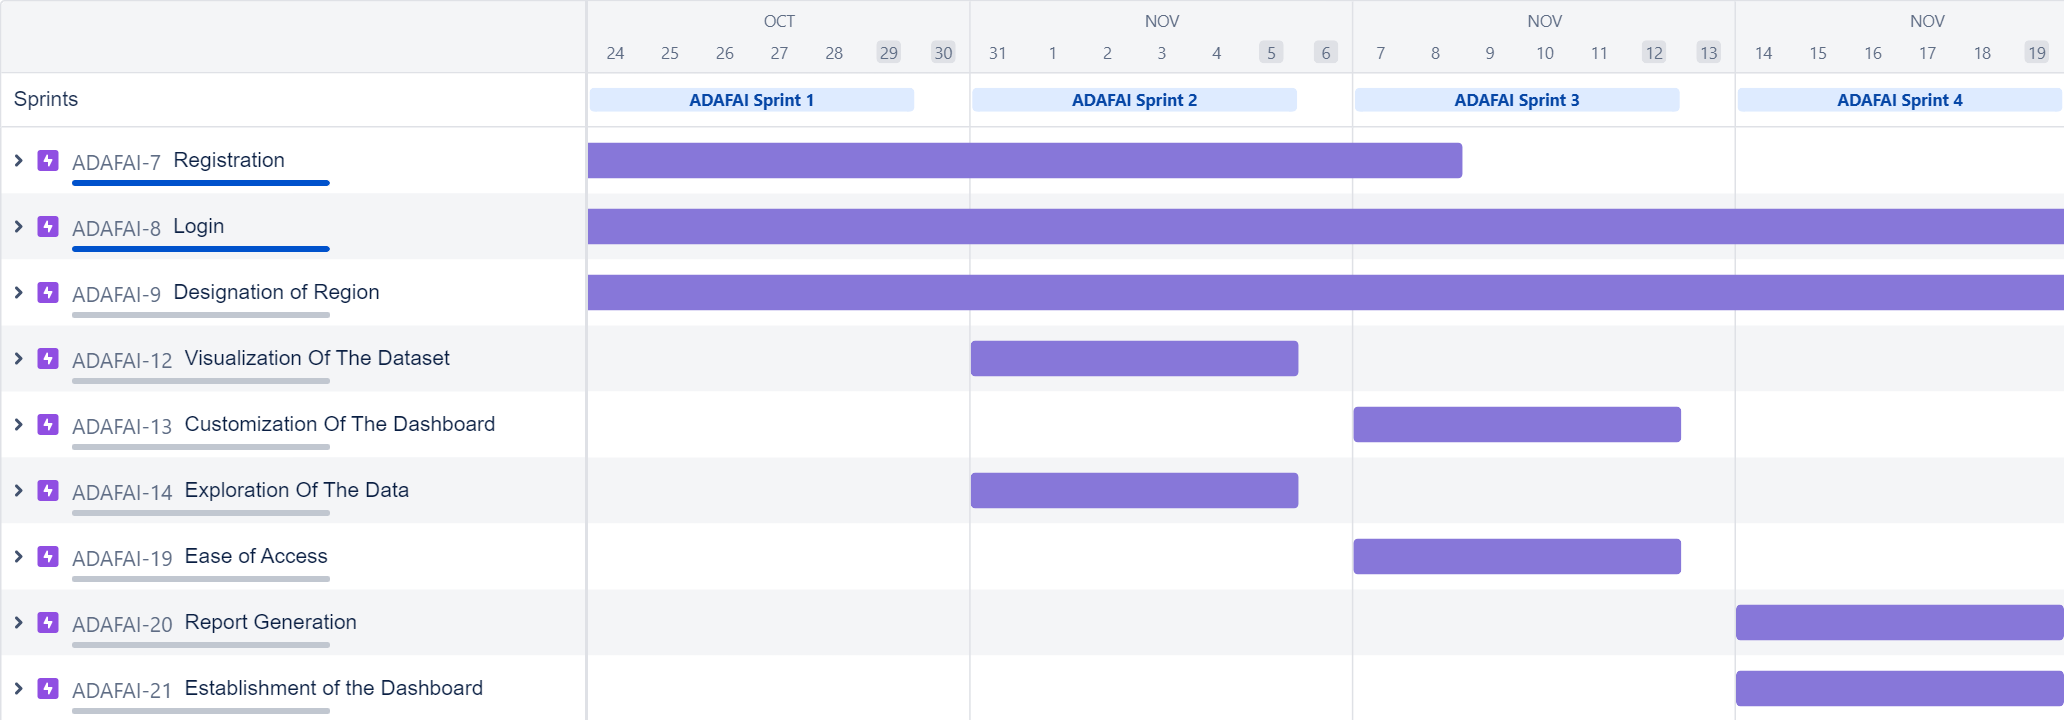 OCT NOV NOV NOV
24 25 26 27 28 29 30 31 1 2 3 4 5 6 7 8 9 10 11 12 13 14 15 16 17 18 19
Sprints ADAFAI Sprint 1 ADAFAI Sprint 2 ADAFAI Sprint 3 ADAFAI Sprint 4
ADAFAI-7 Registration
ADAFAI-8 Login
ADAFAI-9 Designation of Region
ADAFAI-12 Visualization Of The Dataset
ADAFAI-13 Customization Of The Dashboard
ADAFAI-14 Exploration Of The Data
ADAFAI-19 Ease of Access
ADAFAI-20 Report Generation
ADAFAI-21 Establishment of the Dashboard